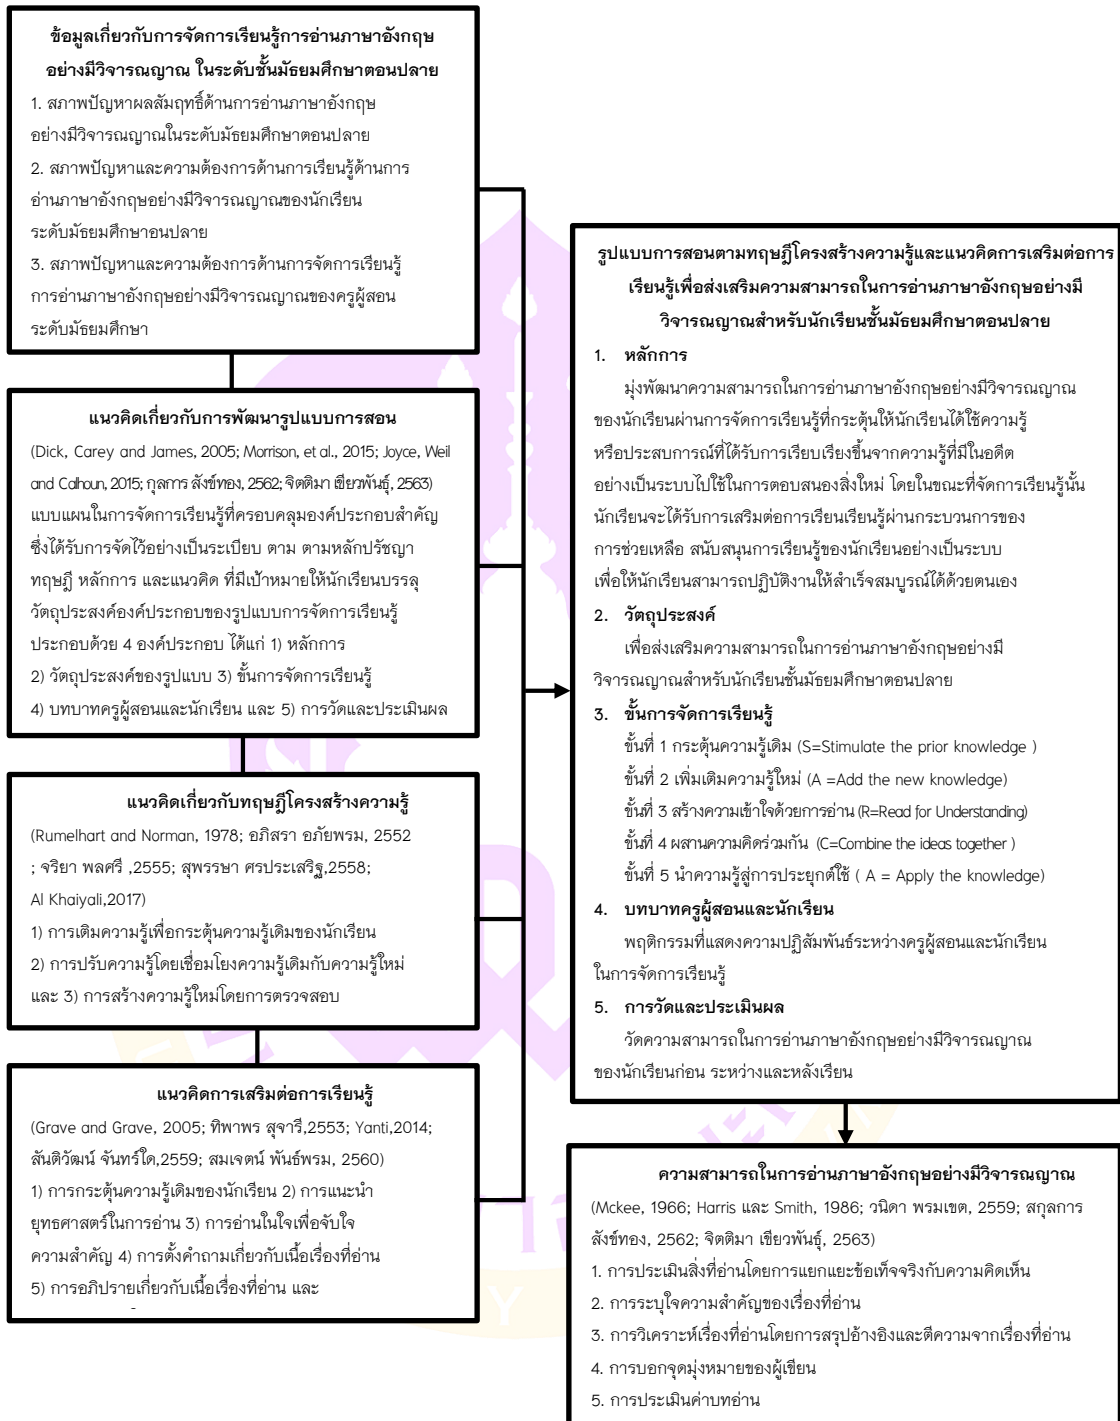 ข้อมูลเกี่ยวกับการจัดการเรียนรู้การอ่านภาษาอังกฤษ
อย่างมีวิจารณญาณ ในระดับชั้นมัธยมศึกษาตอนปลาย
1. สภาพปัญหาผลสัมฤทธิ์ด้านการอ่านภาษาอังกฤษ
อย่างมีวิจารณญาณในระดับมัธยมศึกษาตอนปลาย
2. สภาพปัญหาและความต้องการด้านการเรียนรู้ด้านการ
อ่านภาษาอังกฤษอย่างมีวิจารณญาณของนักเรียน
ระดับมัธยมศึกษาอนปลาย
3. สภาพปัญหาและความต้องการด้านการจัดการเรียนรู้
การอ่านภาษาอังกฤษอย่างมีวิจารณญาณของครูผู้สอน
ระดับมัธยมศึกษา
แนวคิดเกี่ยวกับการพัฒนารูปแบบการสอน
(Dick, Carey and James, 2005; Morrison, et al., 2015; Joyce, Weil
and Calhoun, 2015; กุลการ สังข์ทอง, 2562; จิตติมา เขียวพันธุ์, 2563)
แบบแผนในการจัดการเรียนรู้ที่ครอบคลุมองค์ประกอบสำคัญ
ซึ่งได้รับการจัดไว้อย่างเป็นระเบียบ ตาม ตามหลักปรัชญา
ทฤษฎี หลักการ และแนวคิด ที่มีเป้าหมายให้นักเรียนบรรลุ
วัตถุประสงค์องค์ประกอบของรูปแบบการจัดการเรียนรู้
ประกอบด้วย 4 องค์ประกอบ ได้แก่ 1) หลักการ
2) วัตถุประสงค์ของรูปแบบ 3) ขั้นการจัดการเรียนรู้
4) บทบาทครูผู้สอนและนักเรียน และ 5) การวัดและประเมินผล
แนวคิดเกี่ยวกับทฤษฎีโครงสร้างความรู้
(Rumelhart and Norman, 1978; อภิสรา อภัยพรม, 2552
; จริยา พลศรี ,2555; สุพรรษา ศรประเสริฐ,2558;
Al Khaiyali,2017)
1) การเติมความรู้เพื่อกระตุ้นความรู้เดิมของนักเรียน
2) การปรับความรู้โดยเชื่อมโยงความรู้เดิมกับความรู้ใหม่
และ 3) การสร้างความรู้ใหม่โดยการตรวจสอบ
แนวคิดการเสริมต่อการเรียนรู้
(Grave and Grave, 2005; ทิพาพร สุจารี,2553; Yanti,2014;
สันติวัฒน์ จันทร์ใด,2559; สมเจตน์ พันธ์พรม, 2560)
1) การกระตุ้นความรู้เดิมของนักเรียน 2) การแนะนำ
ยุทธศาสตร์ในการอ่าน 3) การอ่านในใจเพื่อจับใจ
ความสำคัญ 4) การตั้งคำถามเกี่ยวกับเนื้อเรื่องที่อ่าน
5) การอภิปรายเกี่ยวกับเนื้อเรื่องที่อ่าน และ
รูปแบบการสอนตามทฤษฎีโครงสร้างความรู้และแนวคิดการเสริมต่อการ
เรียนรู้เพื่อส่งเสริมความสามารถในการอ่านภาษาอังกฤษอย่างมี
วิจารณญาณสำหรับนักเรียนชั้นมัธยมศึกษาตอนปลาย
1. หลักการ
มุ่งพัฒนาความสามารถในการอ่านภาษาอังกฤษอย่างมีวิจารณญาณ
ของนักเรียนผ่านการจัดการเรียนรู้ที่กระตุ้นให้นักเรียนได้ใช้ความรู้
หรือประสบการณ์ที่ได้รับการเรียบเรียงขึ้นจากความรู้ที่มีในอดีต
อย่างเป็นระบบไปใช้ในการตอบสนองสิ่งใหม่ โดยในขณะที่จัดการเรียนรู้นั้น
นักเรียนจะได้รับการเสริมต่อการเรียนเรียนรู้ผ่านกระบวนการของ
การช่วยเหลือ สนับสนุนการเรียนรู้ของนักเรียนอย่างเป็นระบบ
เพื่อให้นักเรียนสามารถปฏิบัติงานให้สำเร็จสมบูรณ์ได้ด้วยตนเอง
2. วัตถุประสงค์
เพื่อส่งเสริมความสามารถในการอ่านภาษาอังกฤษอย่างมี
วิจารณญาณสำหรับนักเรียนชั้นมัธยมศึกษาตอนปลาย
3. ขั้นการจัดการเรียนรู้
ขั้นที่ 1 กระตุ้นความรู้เดิม (S=Stimulate the prior knowledge )
ขั้นที่ 2 เพิ่มเติมความรู้ใหม่ (A =Add the new knowledge)
ขั้นที่ 3 สร้างความเข้าใจด้วยการอ่าน (R=Read for Understanding)
ขั้นที่ 4 ผสานความคิดร่วมกัน (C=Combine the ideas together )
ขั้นที่ 5 นำความรู้สู่การประยุกต์ใช้ ( A = Apply the knowledge)
4. บทบาทครูผู้สอนและนักเรียน
พฤติกรรมที่แสดงความปฏิสัมพันธ์ระหว่างครูผู้สอนและนักเรียน
ในการจัดการเรียนรู้
5. การวัดและประเมินผล
วัดความสามารถในการอ่านภาษาอังกฤษอย่างมีวิจารณญาณ
ของนักเรียนก่อน ระหว่างและหลังเรียน
ความสามารถในการอ่านภาษาอังกฤษอย่างมีวิจารณญาณ
(Mckee, 1966; Harris และ Smith, 1986; วนิดา พรมเขต, 2559; สกุลการ
สังข์ทอง, 2562; จิตติมา เขียวพันธุ์, 2563)
1. การประเมินสิ่งที่อ่านโดยการแยกแยะข้อเท็จจริงกับความคิดเห็น
2. การระบุใจความสำคัญของเรื่องที่อ่าน
3. การวิเคราะห์เรื่องที่อ่านโดยการสรุปอ้างอิงและตีความจากเรื่องที่อ่าน
4. การบอกจุดมุ่งหมายของผู้เขียน
5. การประเมินค่าบทอ่าน